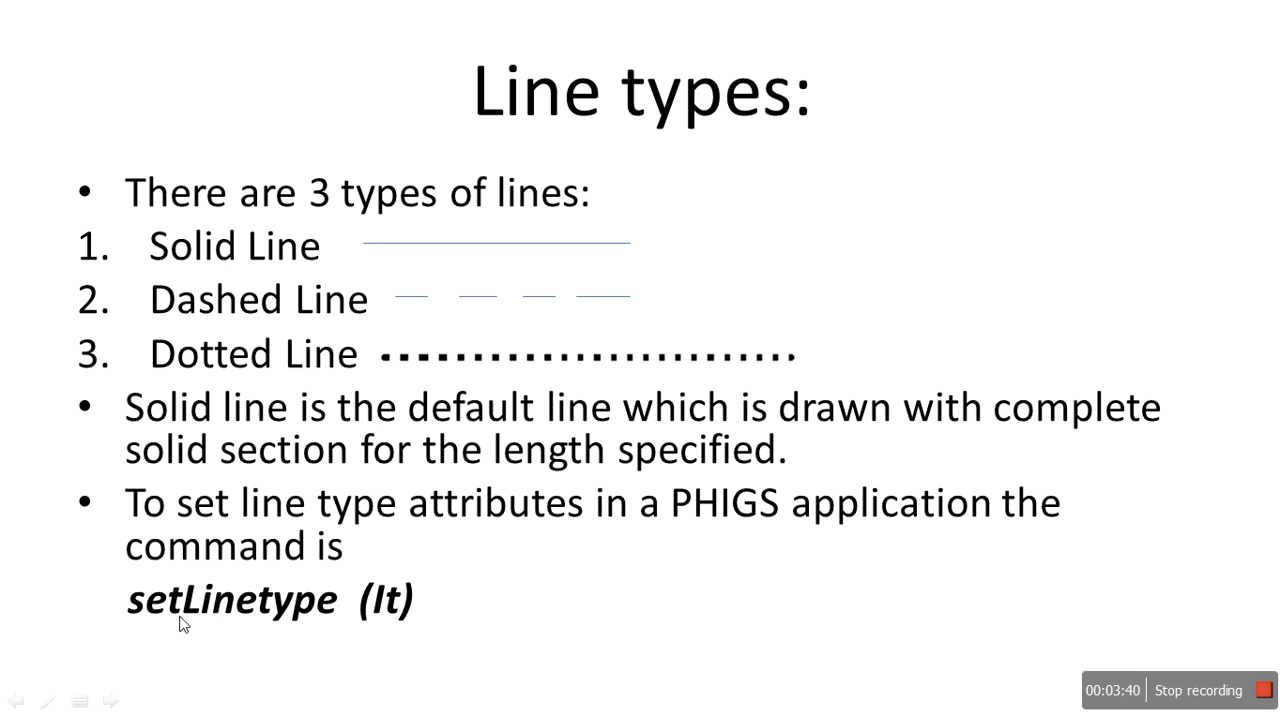 Line types:
• There are 3 types of lines:
1. Solid Line
2. Dashed Line
3. Dotted Line
• Solid line is the default line which is drawn with complete
solid section for the length specified.
• To set line type attributes in a PHIGS application the
command is
setLinetype (It)
00:03:40 Stop recording